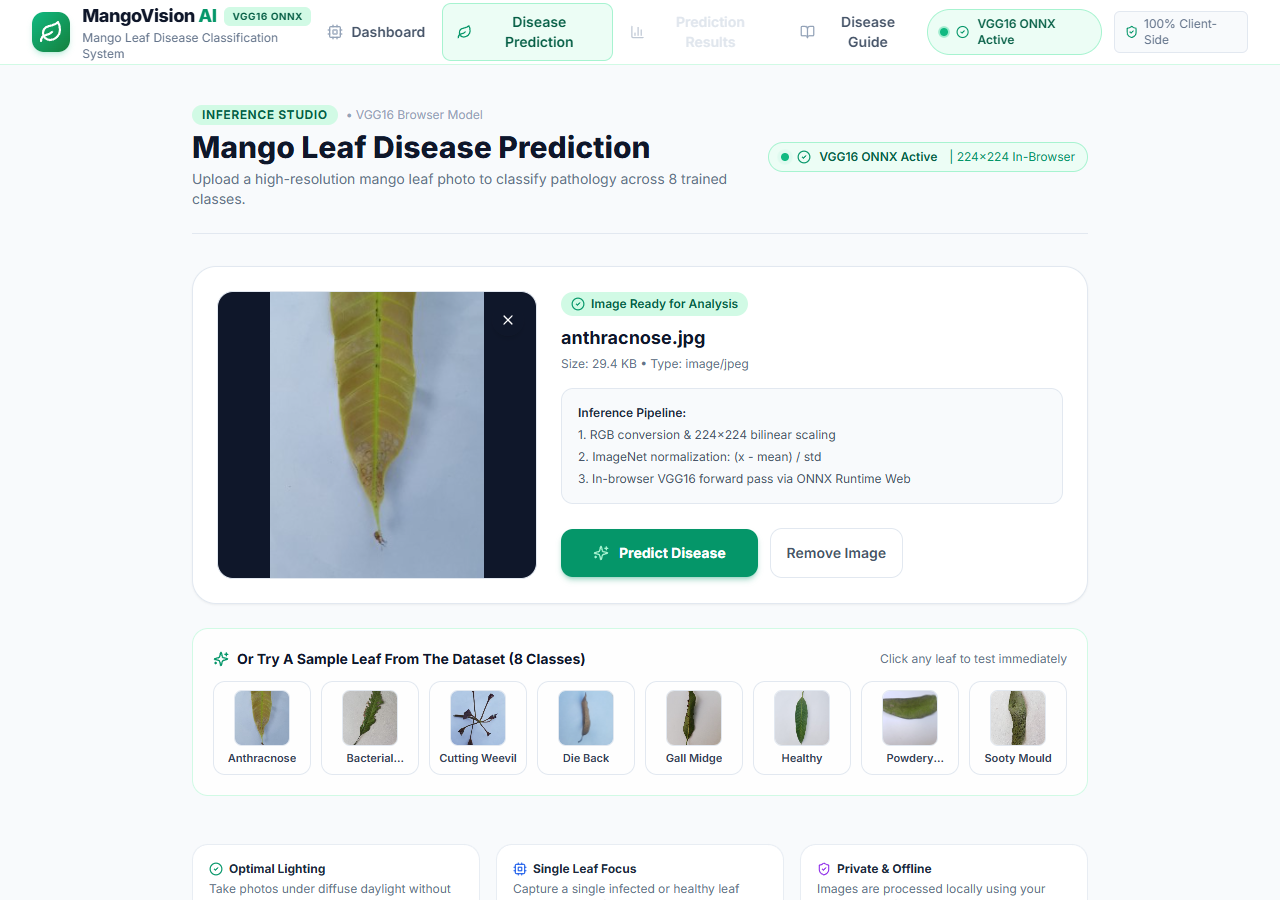 MangoVision AI
VGG16 ONNX
Mango Leaf Disease Classification
System
Dashboard
Disease
Prediction
Prediction
Results
Disease
Guide
VGG16 ONNX
Active
100% Client-
Side
INFERENCE STUDIO
• VGG16 Browser Model
Mango Leaf Disease Prediction
Upload a high-resolution mango leaf photo to classify pathology across 8 trained
classes.
VGG16 ONNX Active | 224×224 In-Browser
Image Ready for Analysis
anthracnose.jpg
Size: 29.4 KB • Type: image/jpeg
Inference Pipeline:
1. RGB conversion & 224×224 bilinear scaling
2. ImageNet normalization: (x - mean) / std
3. In-browser VGG16 forward pass via ONNX Runtime Web
Predict Disease
Remove Image
Or Try A Sample Leaf From The Dataset (8 Classes)
Click any leaf to test immediately
Anthracnose
Bacterial...
Cutting Weevil
Die Back
Gall Midge
Healthy
Powdery...
Sooty Mould
Optimal Lighting
Take photos under diffuse daylight without
Single Leaf Focus
Capture a single infected or healthy leaf
Private & Offline
Images are processed locally using your